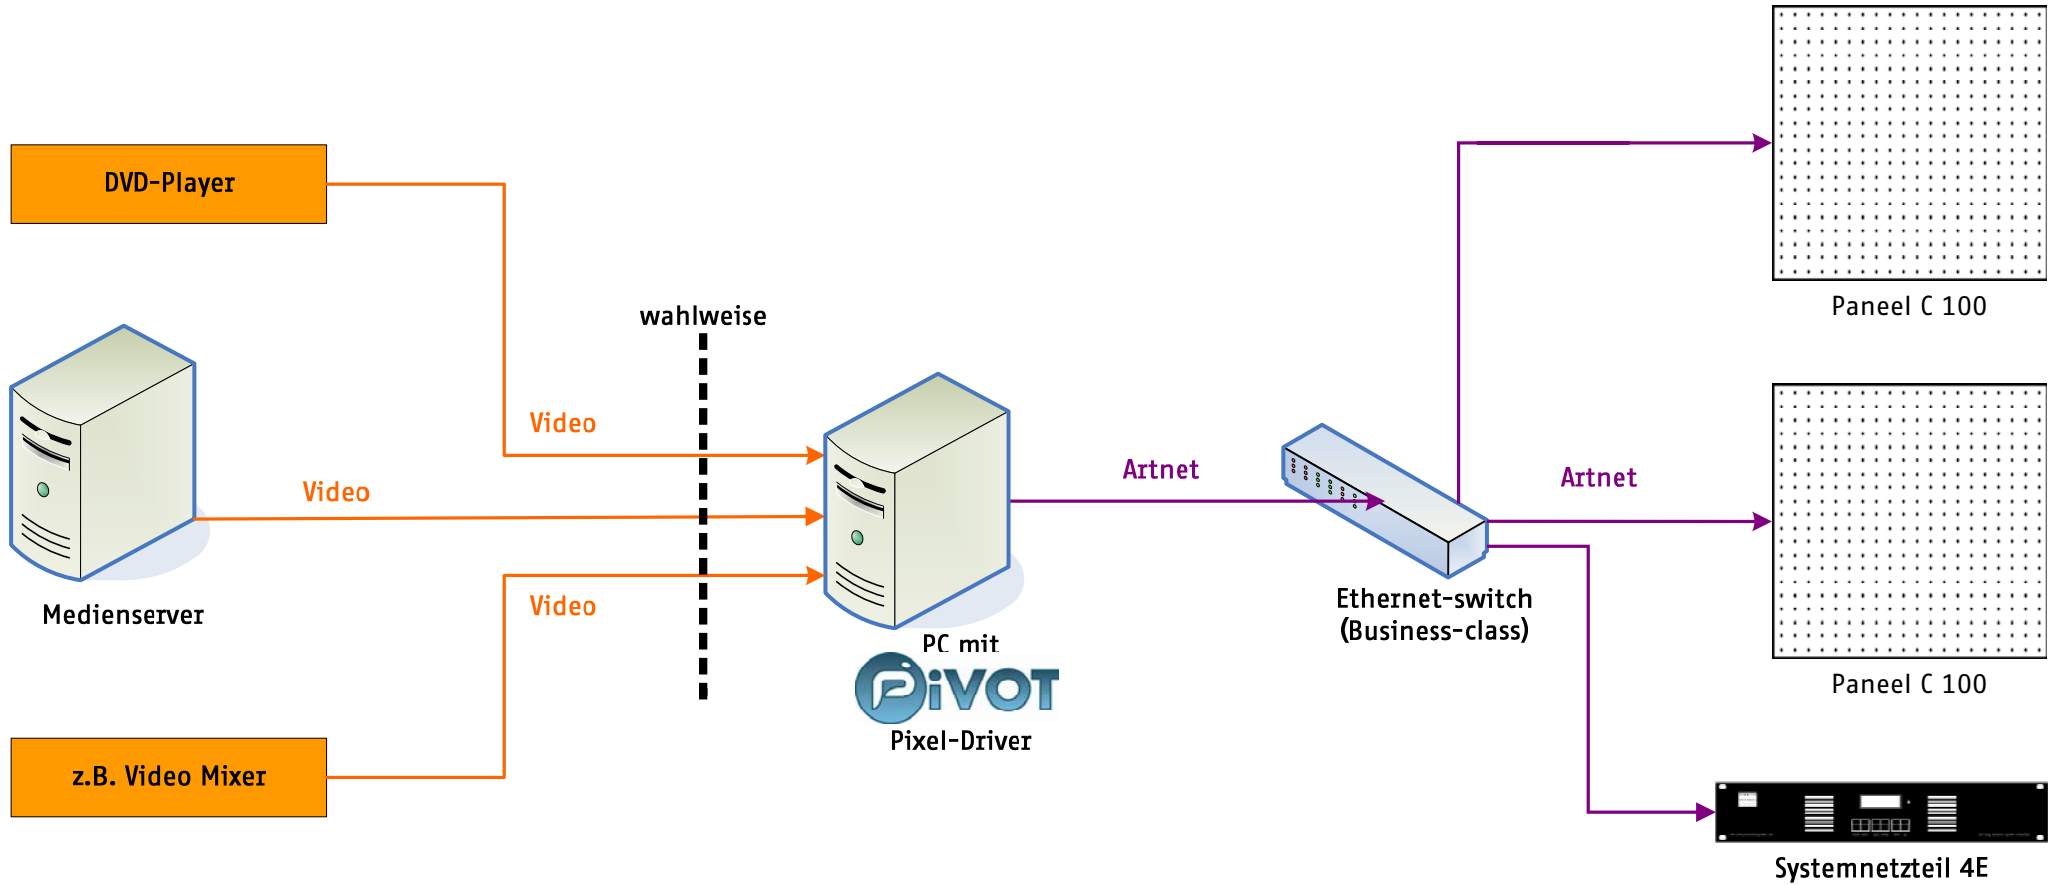 DVD-Player
Video
wahlweise
Medienserver
Video
z.B. Video Mixer
Video
PC mit
PiVOT
Pixel-Driver
Artnet
Ethernet-switch
(Business-class)
Artnet
Paneel C 100
Paneel C 100
Systemnetzteil 4E